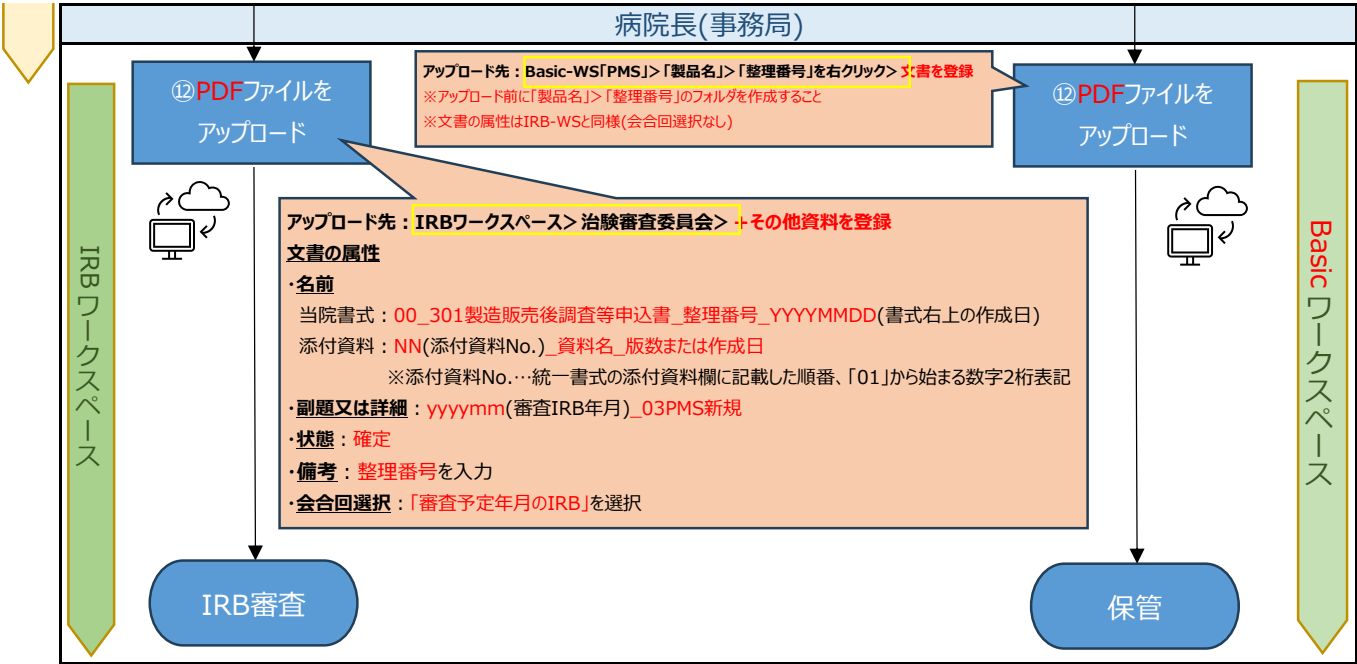 病院長(事務局)
⑫PDFファイルを
アップロード
アップロード先：Basic-WS「PMS」＞「製品名」＞「整理番号」を右クリック＞文書を登録
※アップロード前に「製品名」＞「整理番号」のフォルダを作成すること
※文書の属性はIRB-WSと同様(会合回選択なし)
⑫PDFファイルを
アップロード
アップロード先：IRBワークスペース＞治験審査委員会＞+その他資料を登録
文書の属性
・名前
当院書式：00_301製造販売後調査等申込書_整理番号_YYYYMMDD(書式右上の作成日)
添付資料：NN(添付資料No.)_資料名_版数または作成日
※添付資料No.…統一書式の添付資料欄に記載した順番、「01」から始まる数字2桁表記
・副題又は詳細：yyyymm(審査IRB年月)_03PMS新規
・状態：確定
・備考：整理番号を入力
・会合回選択：「審査予定年月のIRB」を選択
IRBワークスペース
Basicワークスペース
IRB審査
保管